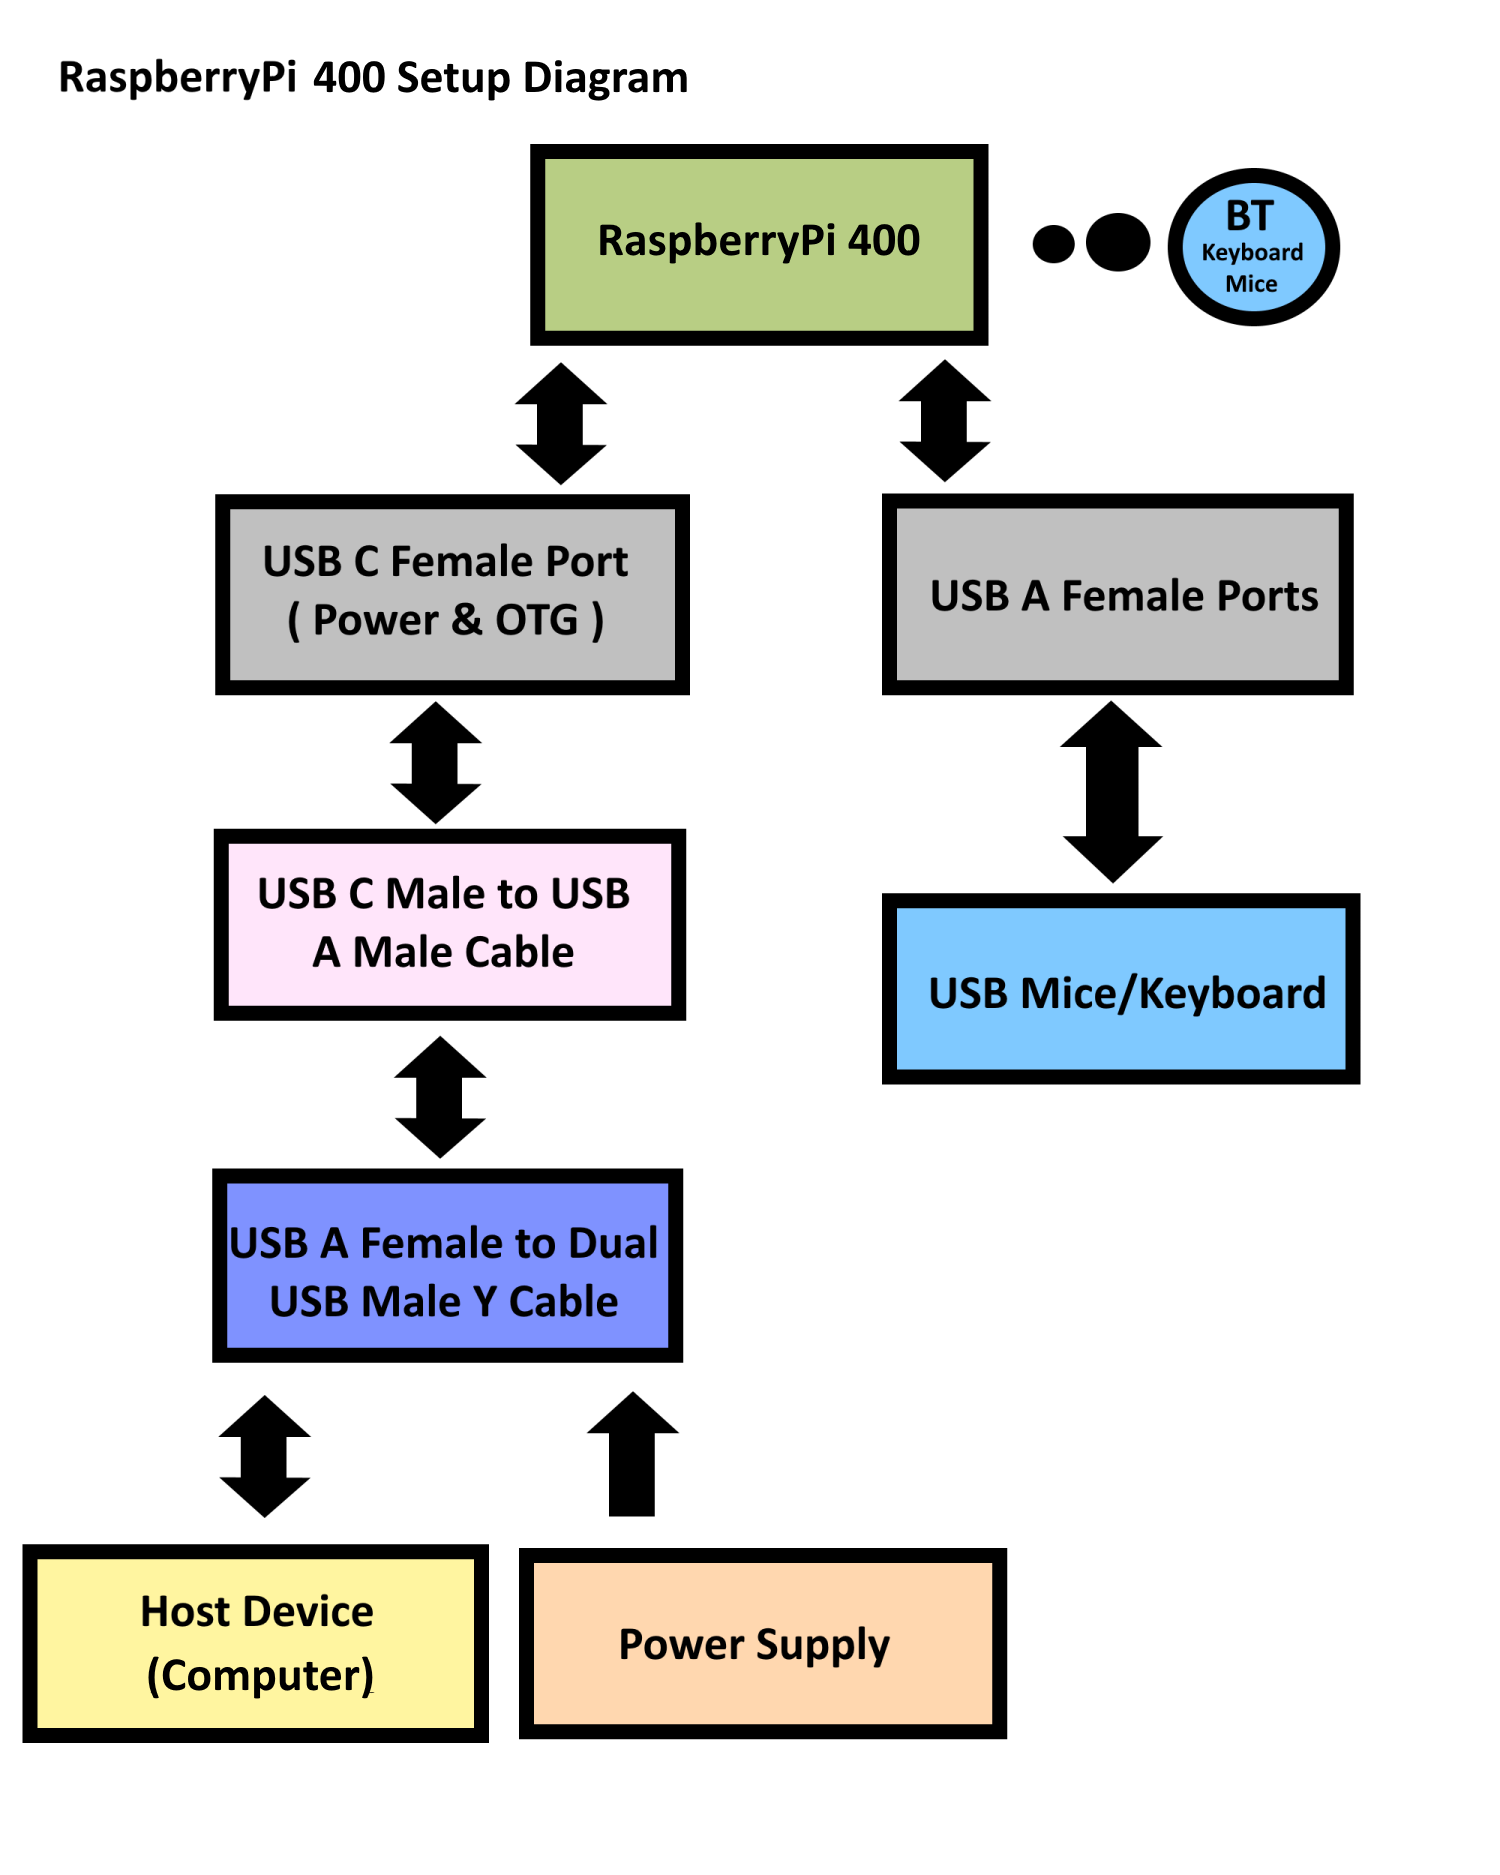 RaspberryPi 400 Setup Diagram
RaspberryPi 400
BT
Keyboard
Mice
USB C Female Port
( Power & OTG )
USB A Female Ports
USB C Male to USB
A Male Cable
USB Mice/Keyboard
USB A Female to Dual
USB Male Y Cable
Host Device
(Computer)
Power Supply